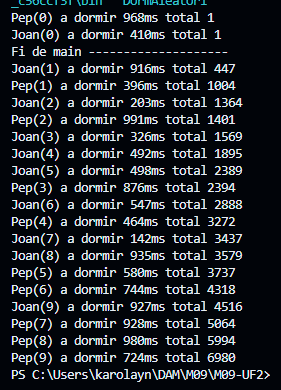 Pep(0) a dormir 968ms total 1
Joan(0) a dormir 410ms total 1
Fi de main --------------------
Joan(1) a dormir 916ms total 447
Pep(1) a dormir 396ms total 1004
Joan(2) a dormir 203ms total 1364
Pep(2) a dormir 991ms total 1401
Joan(3) a dormir 326ms total 1569
Joan(4) a dormir 492ms total 1895
Joan(5) a dormir 498ms total 2389
Pep(3) a dormir 876ms total 2394
Joan(6) a dormir 547ms total 2888
Pep(4) a dormir 464ms total 3272
Joan(7) a dormir 142ms total 3437
Joan(8) a dormir 935ms total 3579
Pep(5) a dormir 580ms total 3737
Pep(6) a dormir 744ms total 4318
Joan(9) a dormir 927ms total 4516
Pep(7) a dormir 928ms total 5064
Pep(8) a dormir 980ms total 5994
Pep(9) a dormir 724ms total 6980
PS C:\Users\karolayn\DAM\M09\M09-UF2>